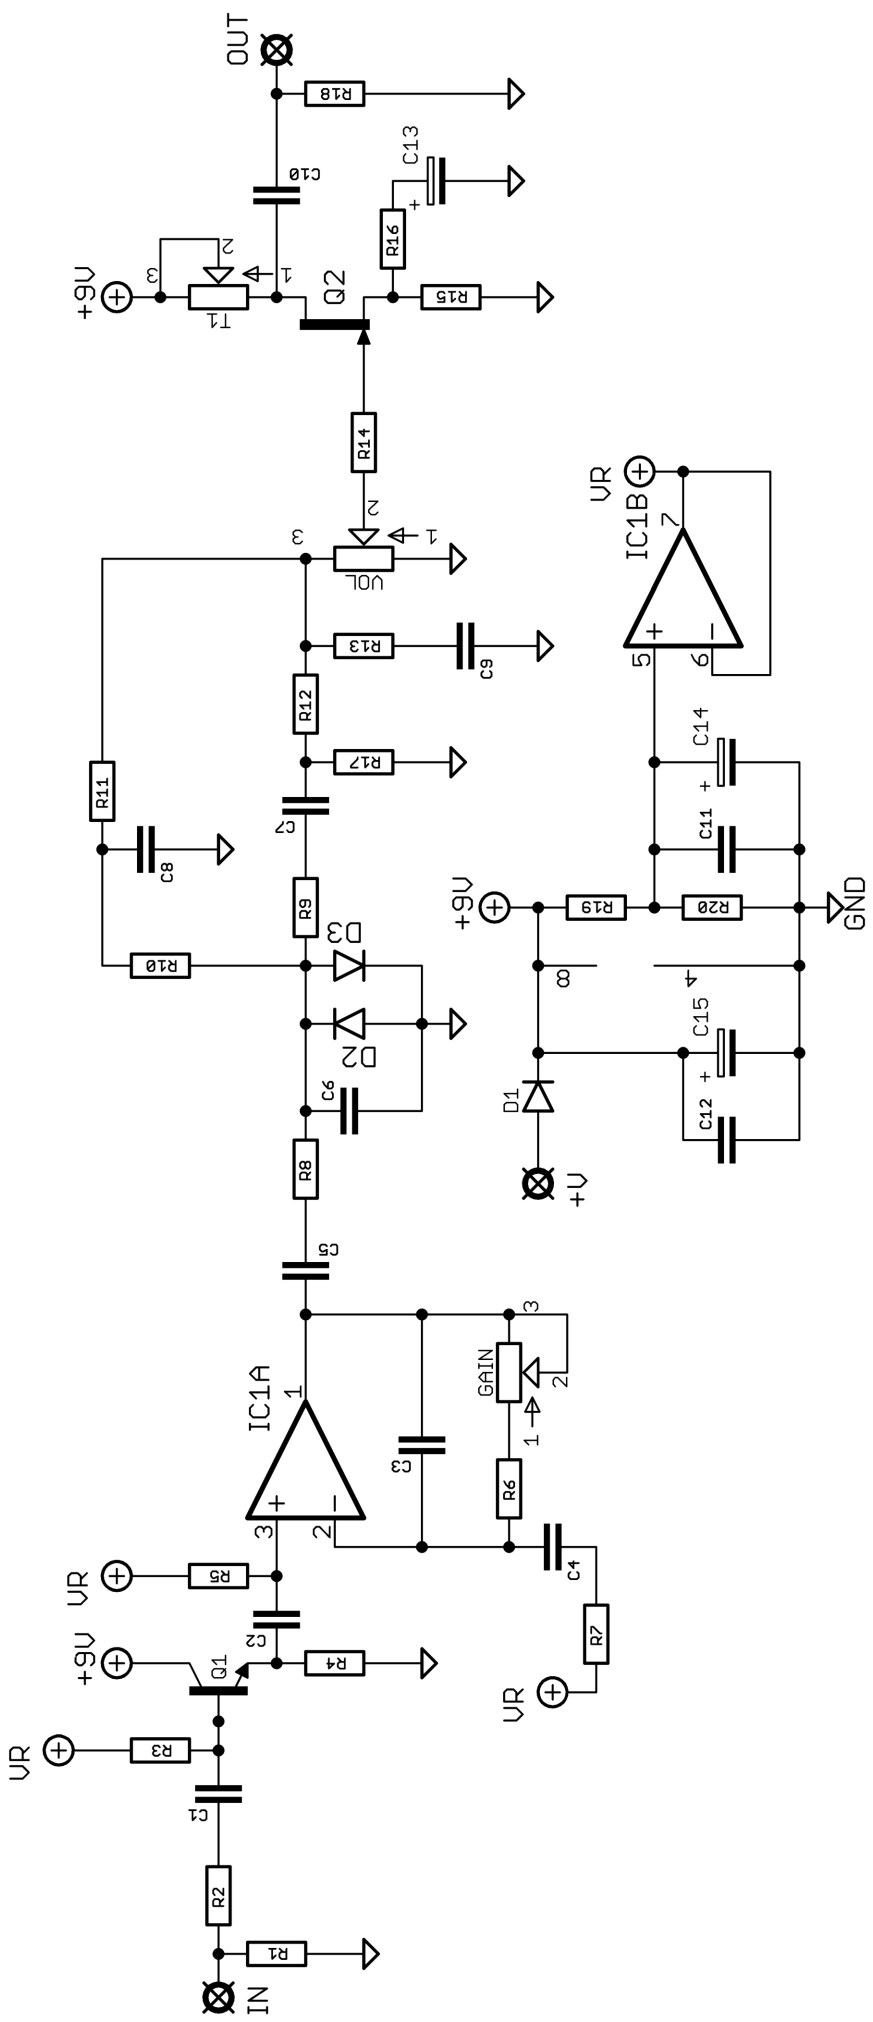 OUT
R18
C13
+
C10
R16
+9V
3
2
1
T1
Q2
R15
R14
VR
IC1B
7
2
3
1
VOL
5
+
6
−
R13
C9
R12
C14
+
R11
R17
C7
C11
C8
+9V
R19
R20
GND
R9
D3
R10
8
4
D2
C15
+
C6
D1
C12
R8
+V
C5
3
GAIN
2
1
IC1A
1
C3
R6
3
+
2
−
VR
R5
C4
C2
+9V
Q1
R4
R7
VR
VR
R3
C1
R2
R1
IN